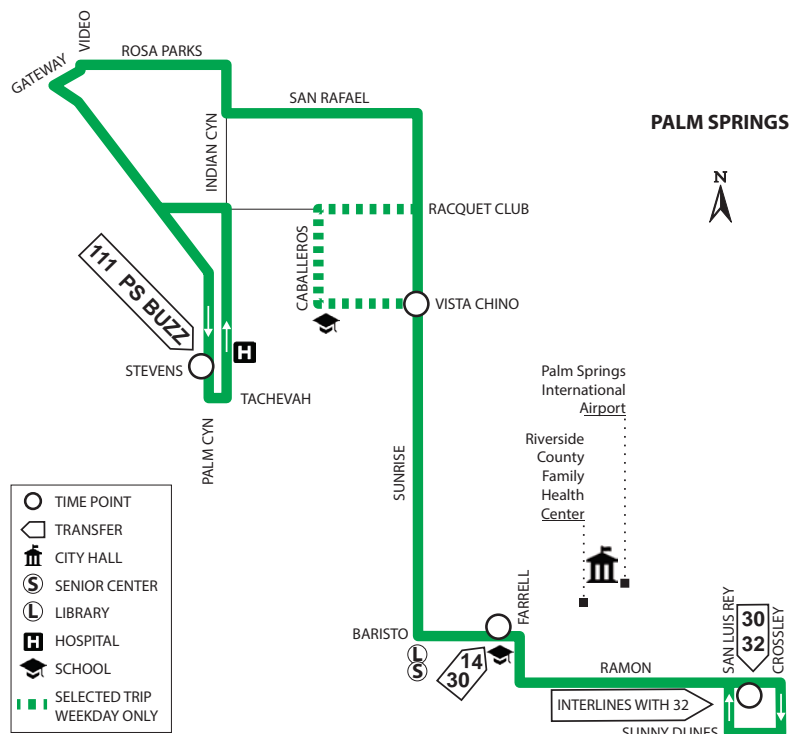 VIDEO
GATEWAY
ROSA PARKS
SAN RAFAEL
INDIAN CYN
PALM SPRINGS
N
RACQUET CLUB
CABALLEROS
VISTA CHINO
111 PS BUZZ
H
STEVENS
TACHEVAH
PALM CYN
SUNRISE
Palm Springs
International
Airport
Riverside
County
Family
Health
Center
TIME POINT
TRANSFER
CITY HALL
S SENIOR CENTER
L LIBRARY
H HOSPITAL
SCHOOL
SELECTED TRIP
WEEKDAY ONLY
BARISTO
L
S
14
30
FARRELL
RAMON
SAN LUIS REY
30
32
CROSSLEY
INTERLINES WITH 32
SUNNY DUNES